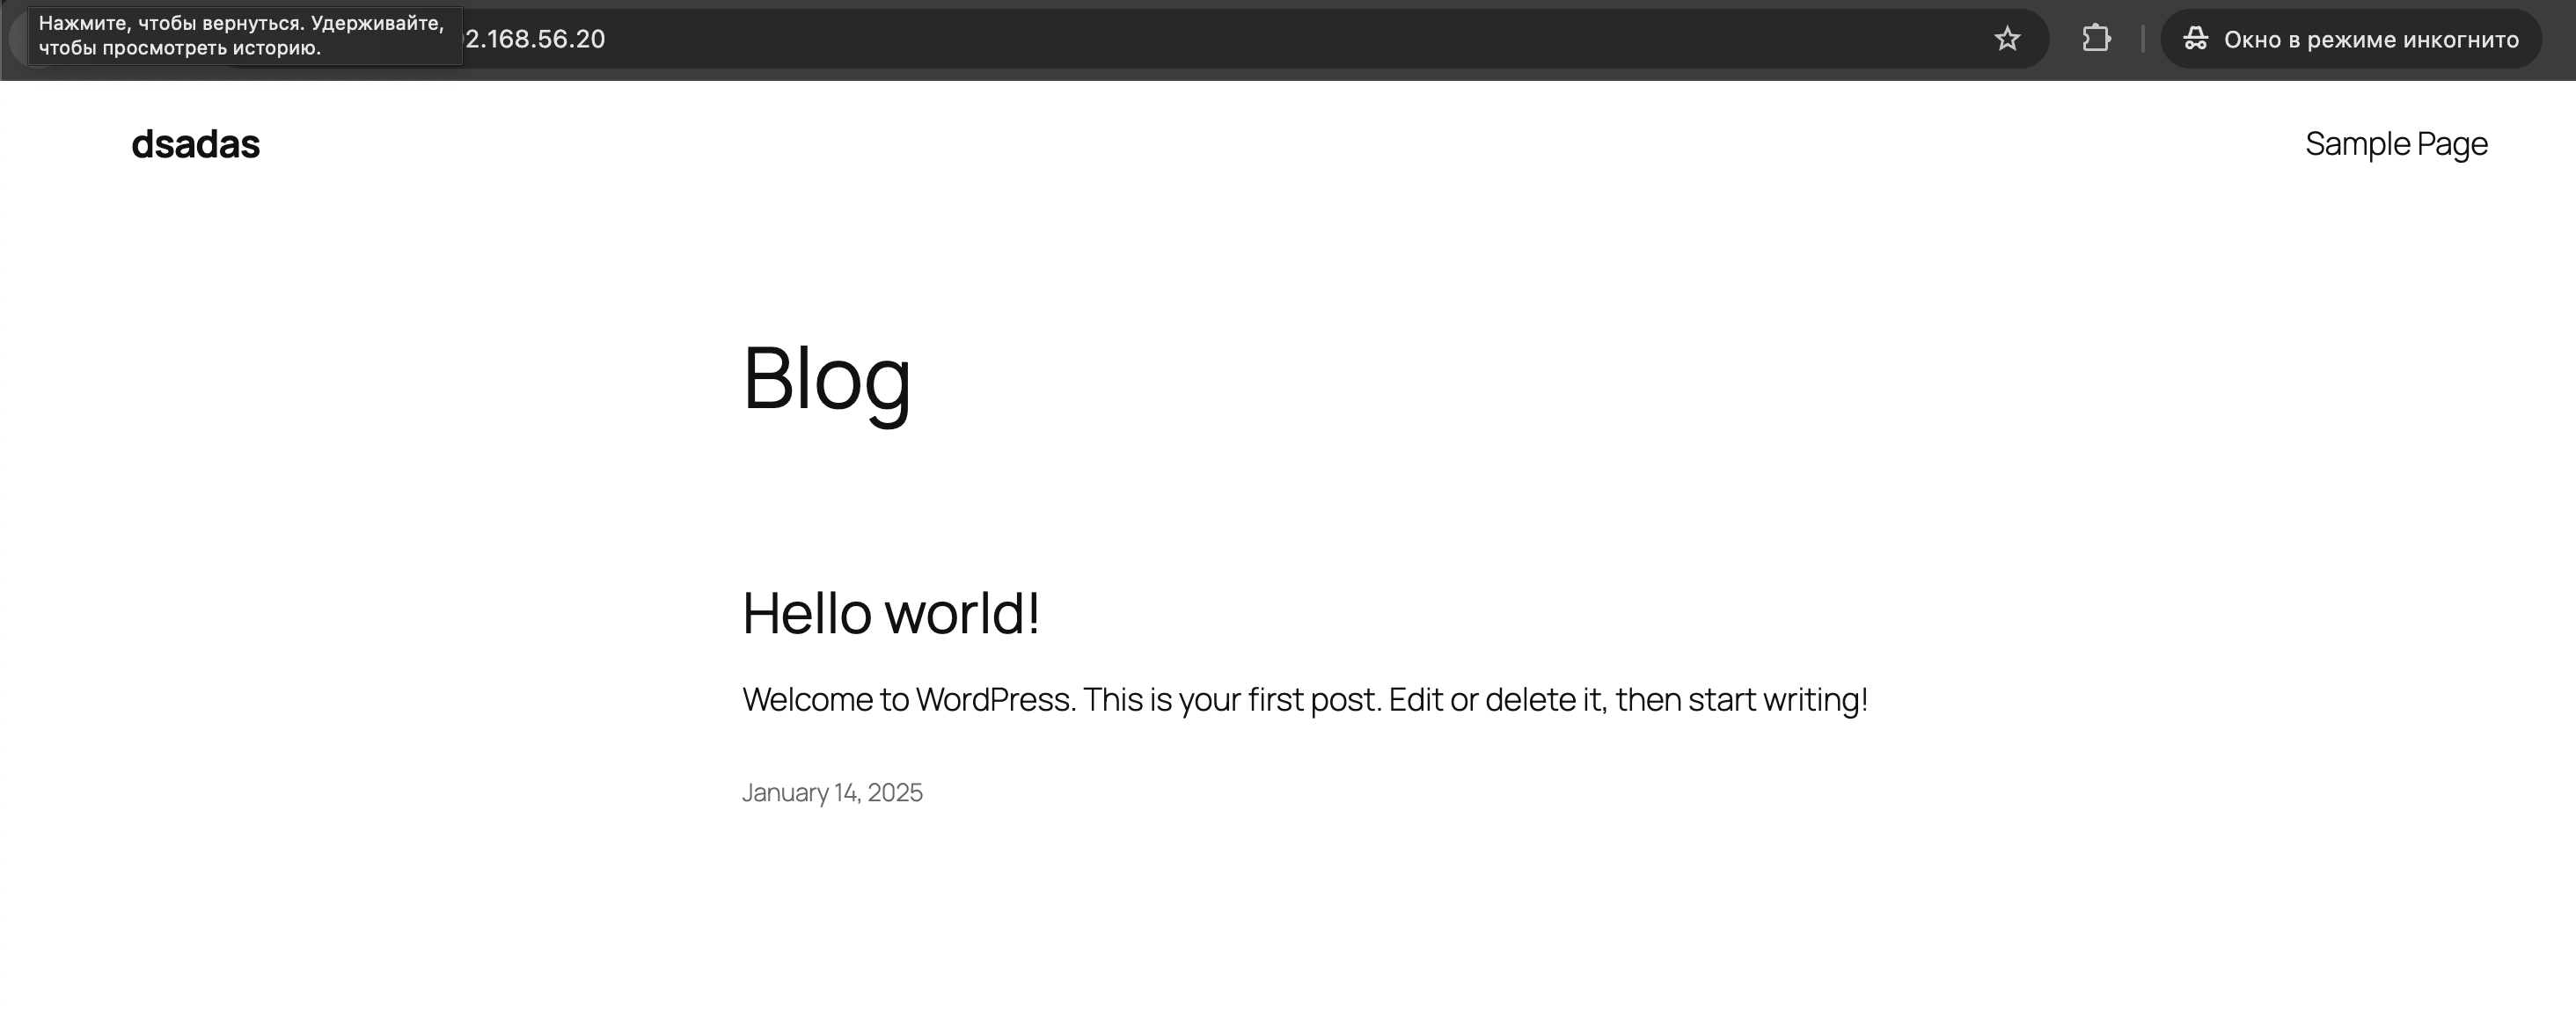 Нажмите, чтобы вернуться. Удерживайте,
чтобы просмотреть историю.
2.168.56.20
Окно в режиме инкогнито
dsadas
Sample Page
Blog
Hello world!
Welcome to WordPress. This is your first post. Edit or delete it, then start writing!
January 14, 2025